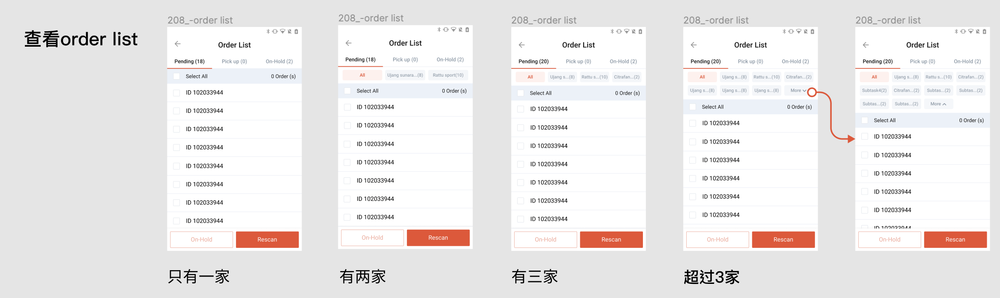 查看order list
208_-order list
Order List
Pending (18)
Pick up (0)
On-Hold (2)
Select All
0 Order (s)
ID 102033944
ID 102033944
ID 102033944
ID 102033944
ID 102033944
ID 102033944
ID 102033944
ID 102033944
On-Hold
Rescan
只有一家
208_-order list
Order List
Pending (18)
Pick up (0)
On-Hold (2)
All
Ujang sunara...(8)
Rattu sport(10)
Select All
0 Order (s)
ID 102033944
ID 102033944
ID 102033944
ID 102033944
ID 102033944
ID 102033944
ID 102033944
On-Hold
Rescan
有两家
208_-order list
Order List
Pending (20)
Pick up (0)
On-Hold (2)
All
Ujang s...(8)
Rattu s...(10)
Citrafan...(2)
Select All
0 Order (s)
ID 102033944
ID 102033944
ID 102033944
ID 102033944
ID 102033944
ID 102033944
ID 102033944
On-Hold
Rescan
有三家
208_-order list
Order List
Pending (20)
Pick up (0)
On-Hold (2)
All
Ujang s...(8)
Rattu s...(10)
Citrafan...(2)
Ujang s...(8)
Ujang s...(8)
Ujang s...(8)
More
Select All
0 Order (s)
ID 102033944
ID 102033944
ID 102033944
ID 102033944
ID 102033944
ID 102033944
On-Hold
Rescan
超过3家
208_-order list
Order List
Pending (20)
Pick up (0)
On-Hold (2)
All
Ujang s...(8)
Rattu s...(10)
Citrafan...(2)
Subtask4(2)
Citrafan...(2)
Subtas...(2)
Subtas...(2)
Subtas...(2)
Subtas...(2)
More
Select All
0 Order (s)
ID 102033944
ID 102033944
ID 102033944
ID 102033944
ID 102033944
ID 102033944
On-Hold
Rescan